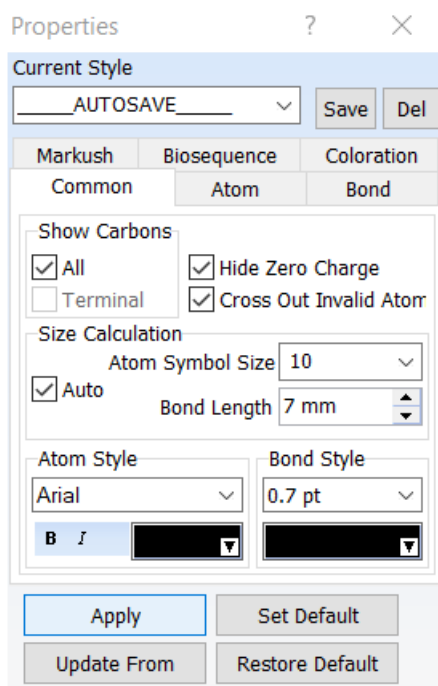 Properties ?
Current Style
_____AUTOSAVE_____ Save Del
Markush Biosequence Coloration
Common Atom Bond
Show Carbons
All Hide Zero Charge
Terminal Cross Out Invalid Atom
Size Calculation
Atom Symbol Size 10
Auto
Bond Length 7 mm
Atom Style Bond Style
Arial 0.7 pt
B I
Apply Set Default
Update From Restore Default